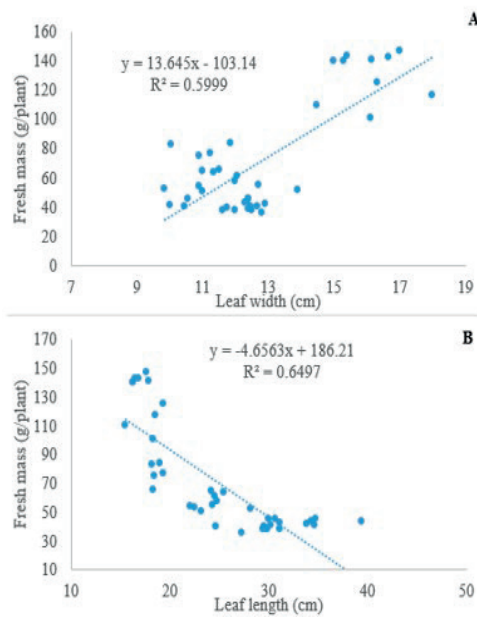 A
y = 13.645x - 103.14
R² = 0.5999
Fresh mass (g/plant)
160
140
120
100
80
60
40
20
0
7 9 11 13 15 17 19
Leaf width (cm)
B
y = -4.6563x + 186.21
R² = 0.6497
Fresh mass (g/plant)
170
150
130
110
90
70
50
30
10
10 20 30 40 50
Leaf length (cm)